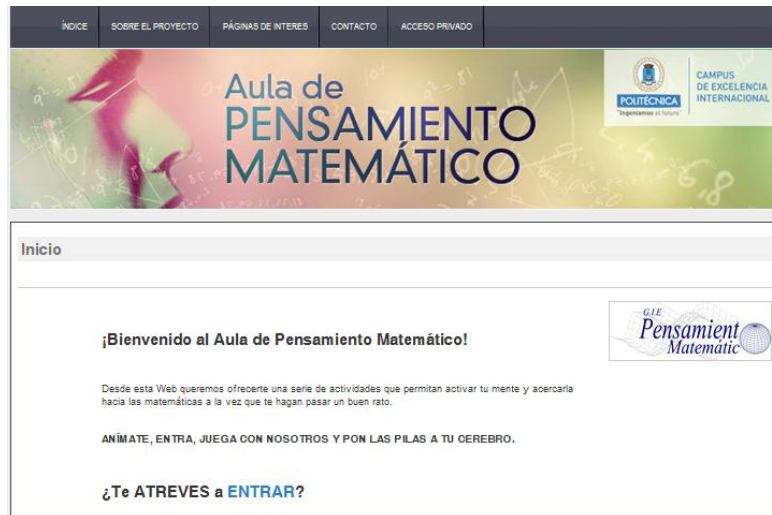 ÍNDICE SOBRE EL PROYECTO PÁGINAS DE INTERES CONTACTO ACCESO PRIVADO
Aula de
PENSAMIENTO
MATEMÁTICO
POLITÉCNICA
"Ingeniamos el futuro"
CAMPUS
DE EXCELENCIA
INTERNACIONAL
Inicio
G.I.E
Pensamient
Matemátic
¡Bienvenido al Aula de Pensamiento Matemático!
Desde esta Web queremos ofrecerte una serie de actividades que permitan activar tu mente y acercarla
hacia las matemáticas a la vez que te hagan pasar un buen rato.
ANÍMATE, ENTRA, JUEGA CON NOSOTROS Y PON LAS PILAS A TU CEREBRO.
¿Te ATREVES a ENTRAR?